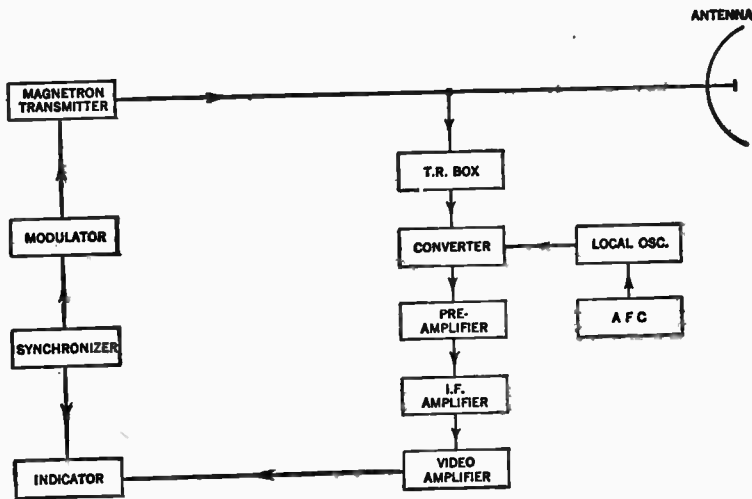 ANTENNA
MAGNETRON
TRANSMITTER
T.R. BOX
MODULATOR
CONVERTER
LOCAL OSC.
PRE-
AMPLIFIER
A F C
SYNCHRONIZER
I.F.
AMPLIFIER
VIDEO
AMPLIFIER
INDICATOR